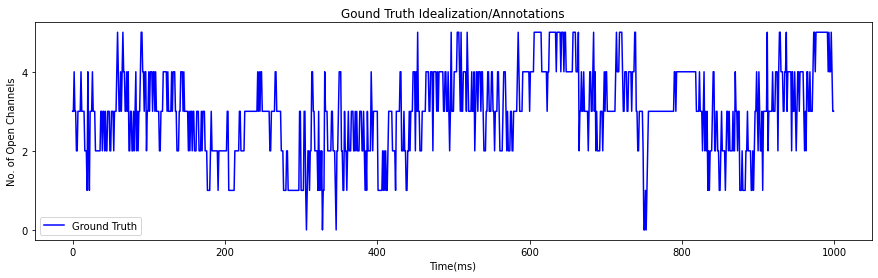 Gound Truth Idealization/Annotations
No. of Open Channels
4
2
0
Ground Truth
0 200 400 600 800 1000
Time(ms)